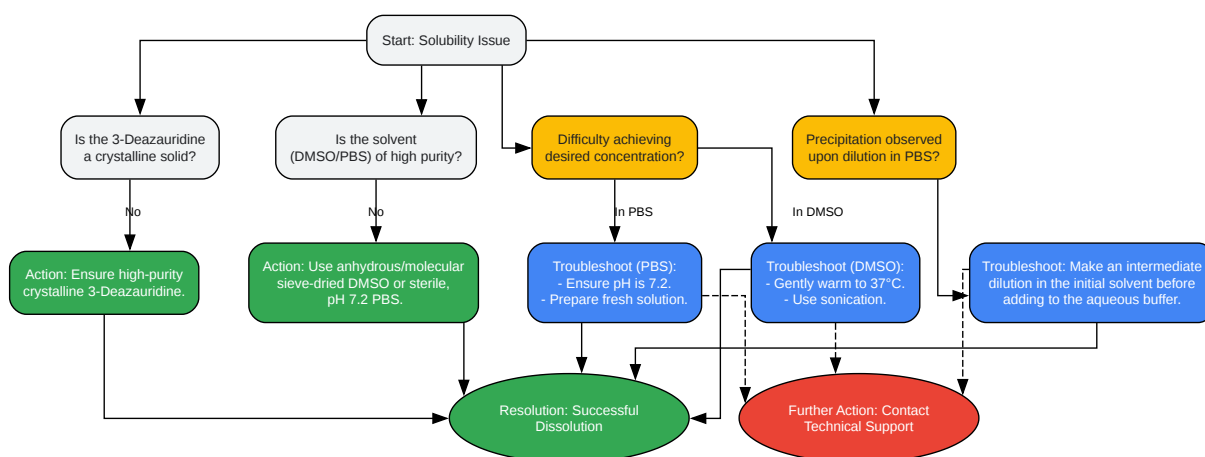 Start: Solubility Issue
Is the 3-Deazauridine
a crystalline solid?
Is the solvent
(DMSO/PBS) of high purity?
Difficulty achieving
desired concentration?
Precipitation observed
upon dilution in PBS?
No
No
In PBS
In DMSO
Action: Ensure high-purity
crystalline 3-Deazauridine.
Action: Use anhydrous/molecular
sieve-dried DMSO or sterile,
pH 7.2 PBS.
Troubleshoot (PBS):
- Ensure pH is 7.2.
- Prepare fresh solution.
Troubleshoot (DMSO):
- Gently warm to 37°C.
- Use sonication.
Troubleshoot: Make an intermediate
dilution in the initial solvent before
adding to the aqueous buffer.
Resolution: Successful
Dissolution
Further Action: Contact
Technical Support